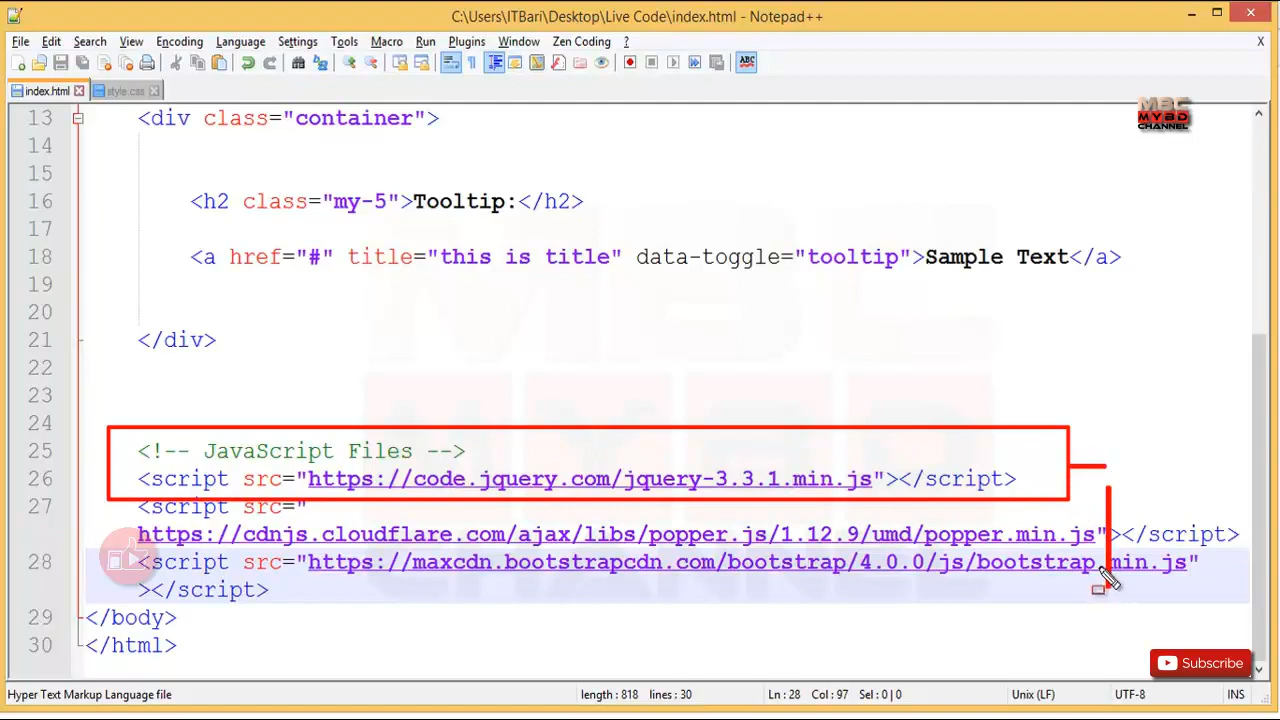 C:\Users\ITBari\Desktop\Live Code\index.html - Notepad++
File Edit Search View Encoding Language Settings Tools Macro Run Plugins Window Zen Coding ? X
ABC
index.html style.css
MBC
MYBD
CHANNEL
13 <div class="container">
14
15
16 <h2 class="my-5">Tooltip:</h2>
17
18 <a href="#" title="this is title" data-toggle="tooltip">Sample Text</a>
19
20
21 </div>
22
23
24
25 <!-- JavaScript Files -->
26 <script src="https://code.jquery.com/jquery-3.3.1.min.js"></script>
27 <script src="
https://cdnjs.cloudflare.com/ajax/libs/popper.js/1.12.9/umd/popper.min.js"></script>
28 <script src="https://maxcdn.bootstrapcdn.com/bootstrap/4.0.0/js/bootstrap.min.js"
></script>
29 </body>
30 </html>
Subscribe
Hyper Text Markup Language file length : 818 lines : 30 Ln : 28 Col : 97 Sel : 0 | 0 Unix (LF) UTF-8 INS